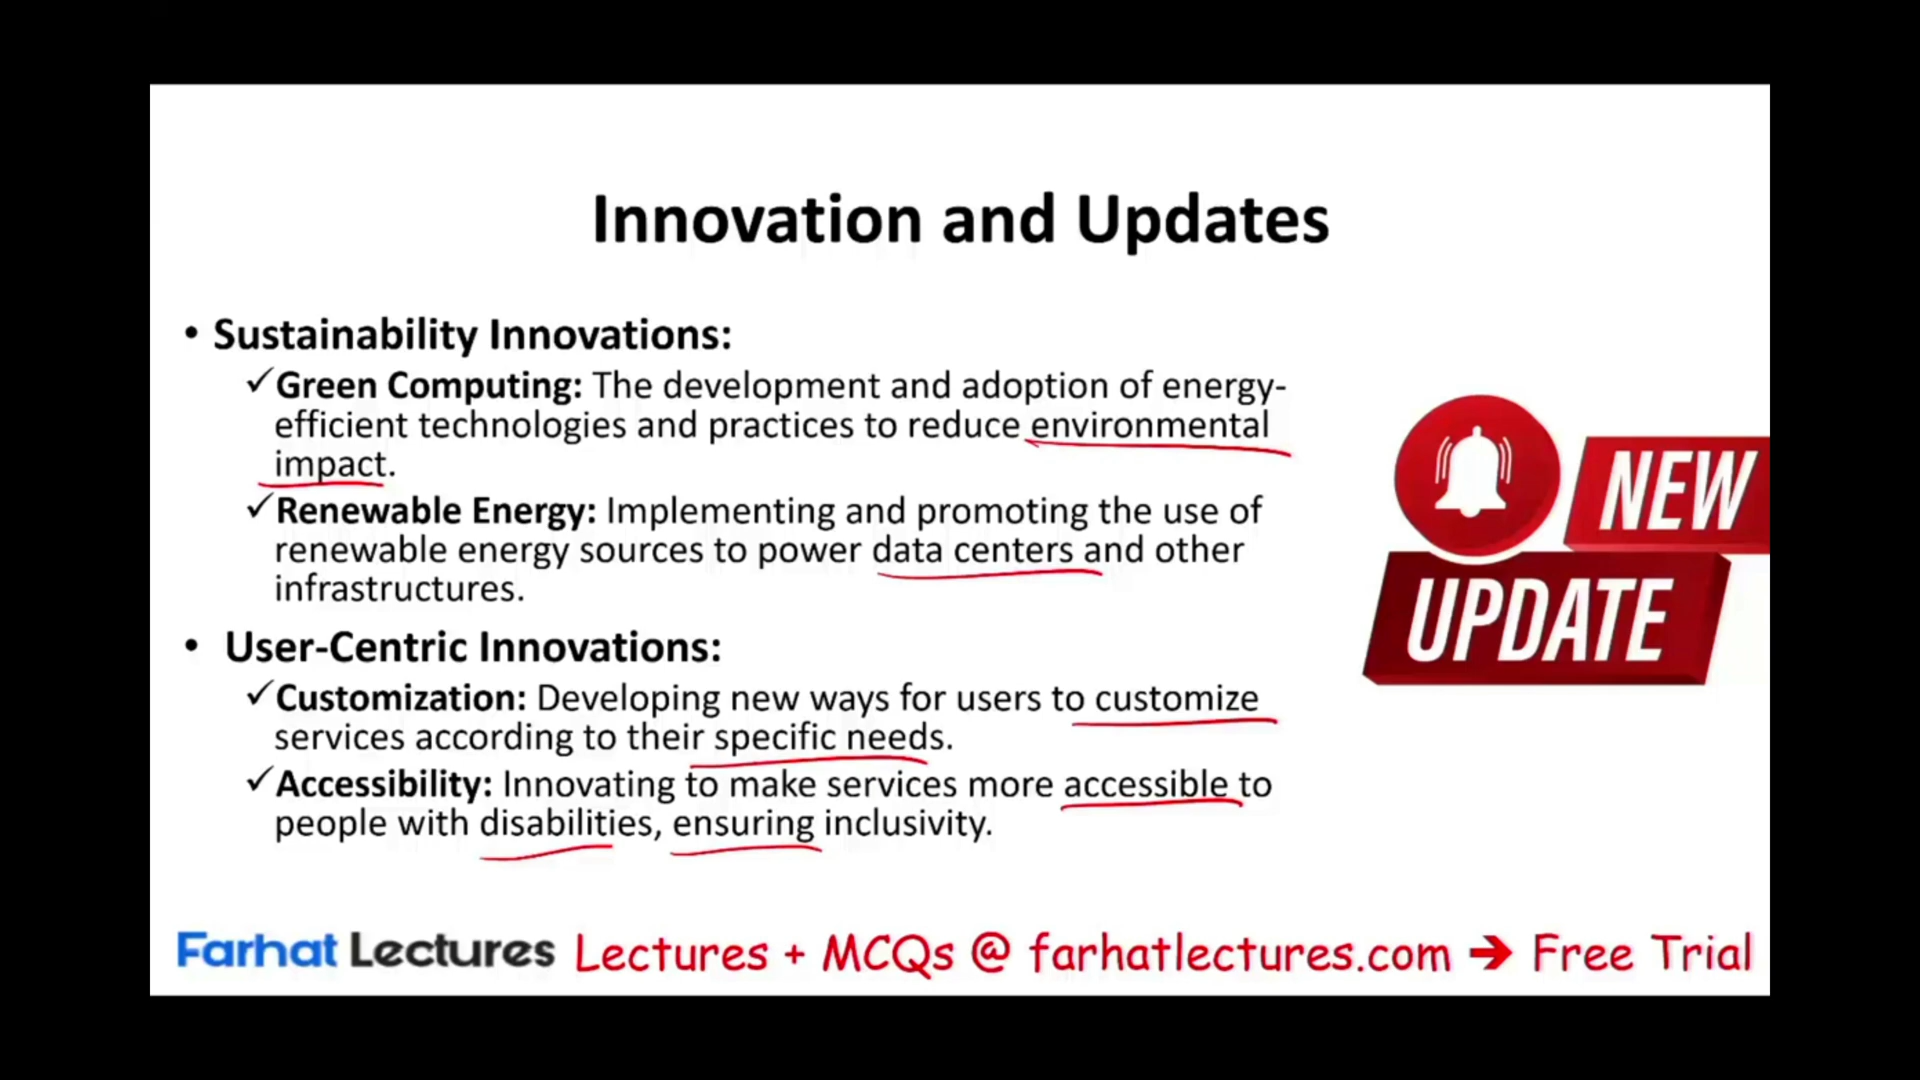 Innovation and Updates
• Sustainability Innovations:
✓Green Computing: The development and adoption of energy-
efficient technologies and practices to reduce environmental
impact.
✓Renewable Energy: Implementing and promoting the use of
renewable energy sources to power data centers and other
infrastructures.
• User-Centric Innovations:
✓Customization: Developing new ways for users to customize
services according to their specific needs.
✓Accessibility: Innovating to make services more accessible to
people with disabilities, ensuring inclusivity.
NEW
UPDATE
Farhat Lectures Lectures + MCQs @ farhatlectures.com ➔ Free Trial